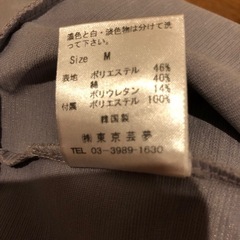 濃色と白・淡色物は分けて洗
って下さい。
Size M
表地 ポリエステル 46%
綿 40%
ポリウレタン 14%
付属 ポリエステル 100%
韓国製
㈱東京芸夢
TEL 03-3989-1630